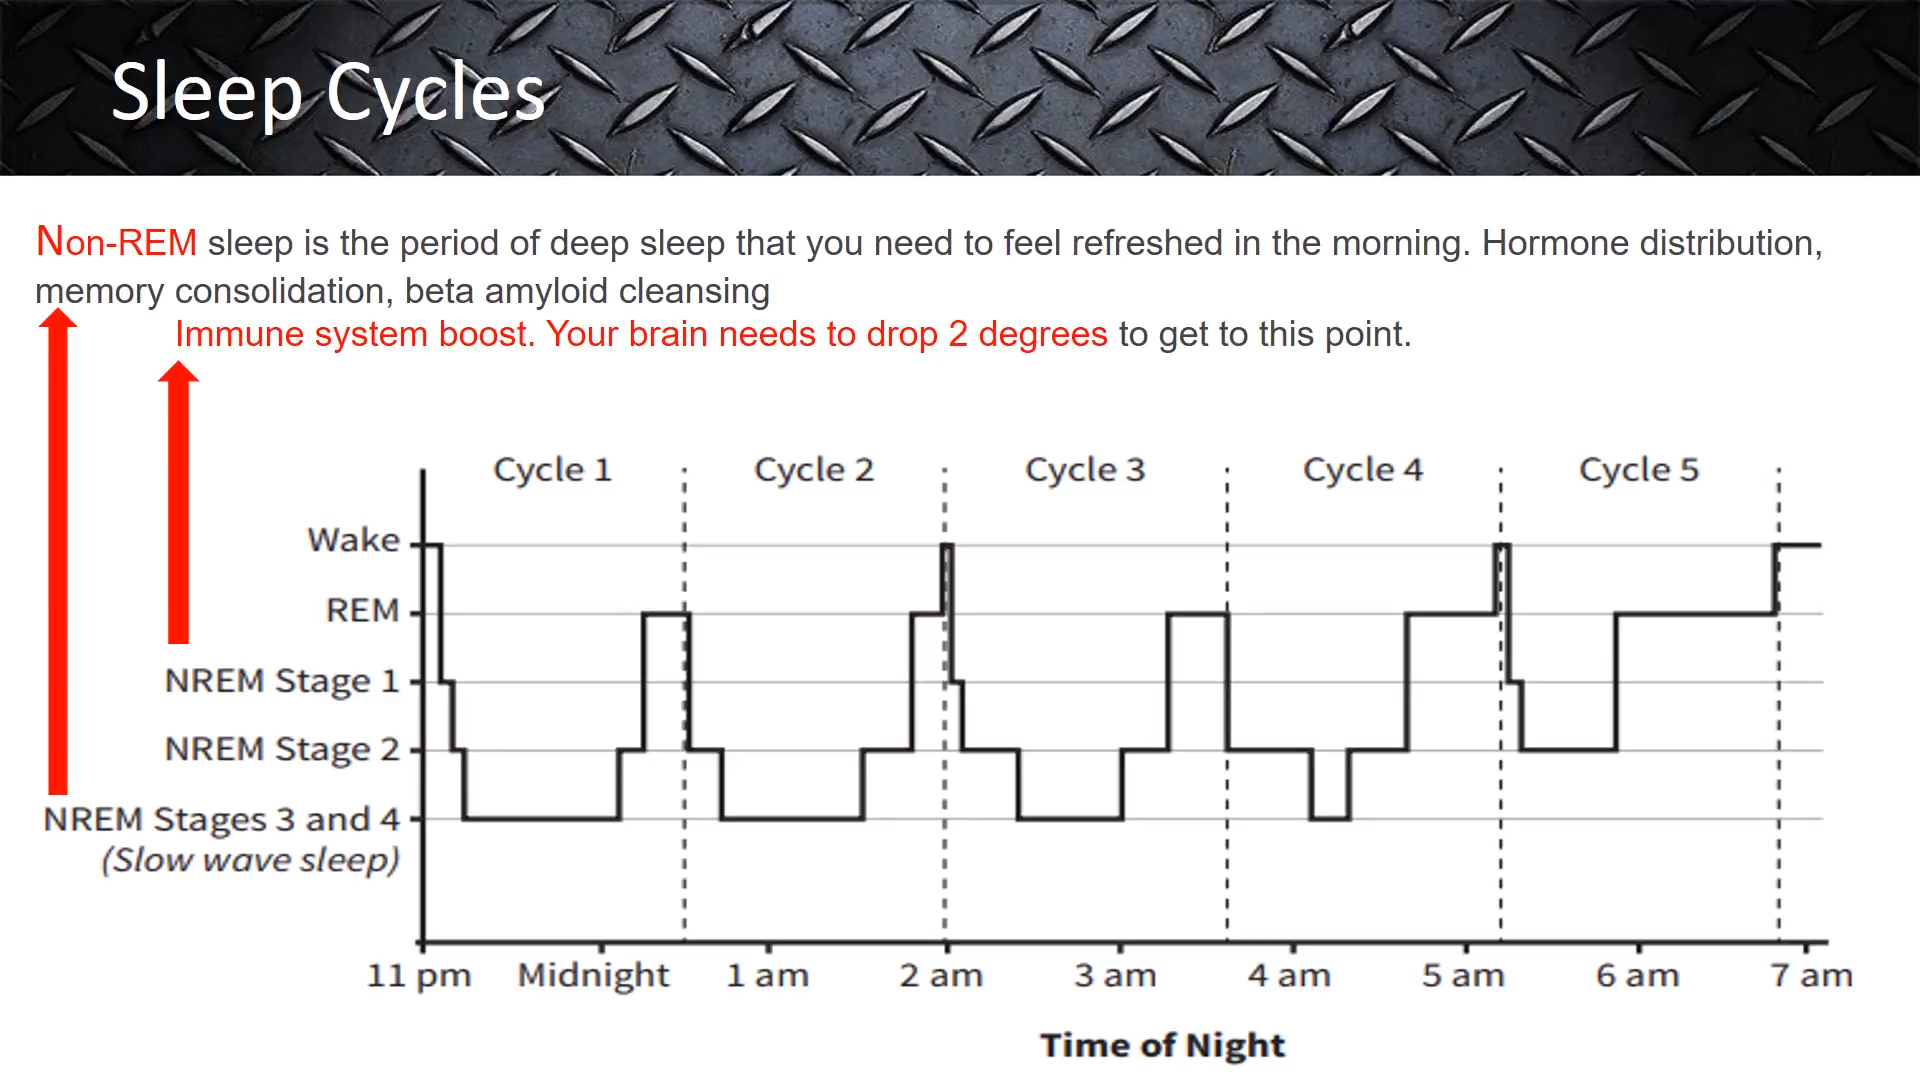 Sleep Cycles
Non-REM sleep is the period of deep sleep that you need to feel refreshed in the morning. Hormone distribution,
memory consolidation, beta amyloid cleansing
Immune system boost. Your brain needs to drop 2 degrees to get to this point.
Cycle 1 Cycle 2 Cycle 3 Cycle 4 Cycle 5
Wake
REM
NREM Stage 1
NREM Stage 2
NREM Stages 3 and 4
(Slow wave sleep)
11 pm Midnight 1 am 2 am 3 am 4 am 5 am 6 am 7 am
Time of Night